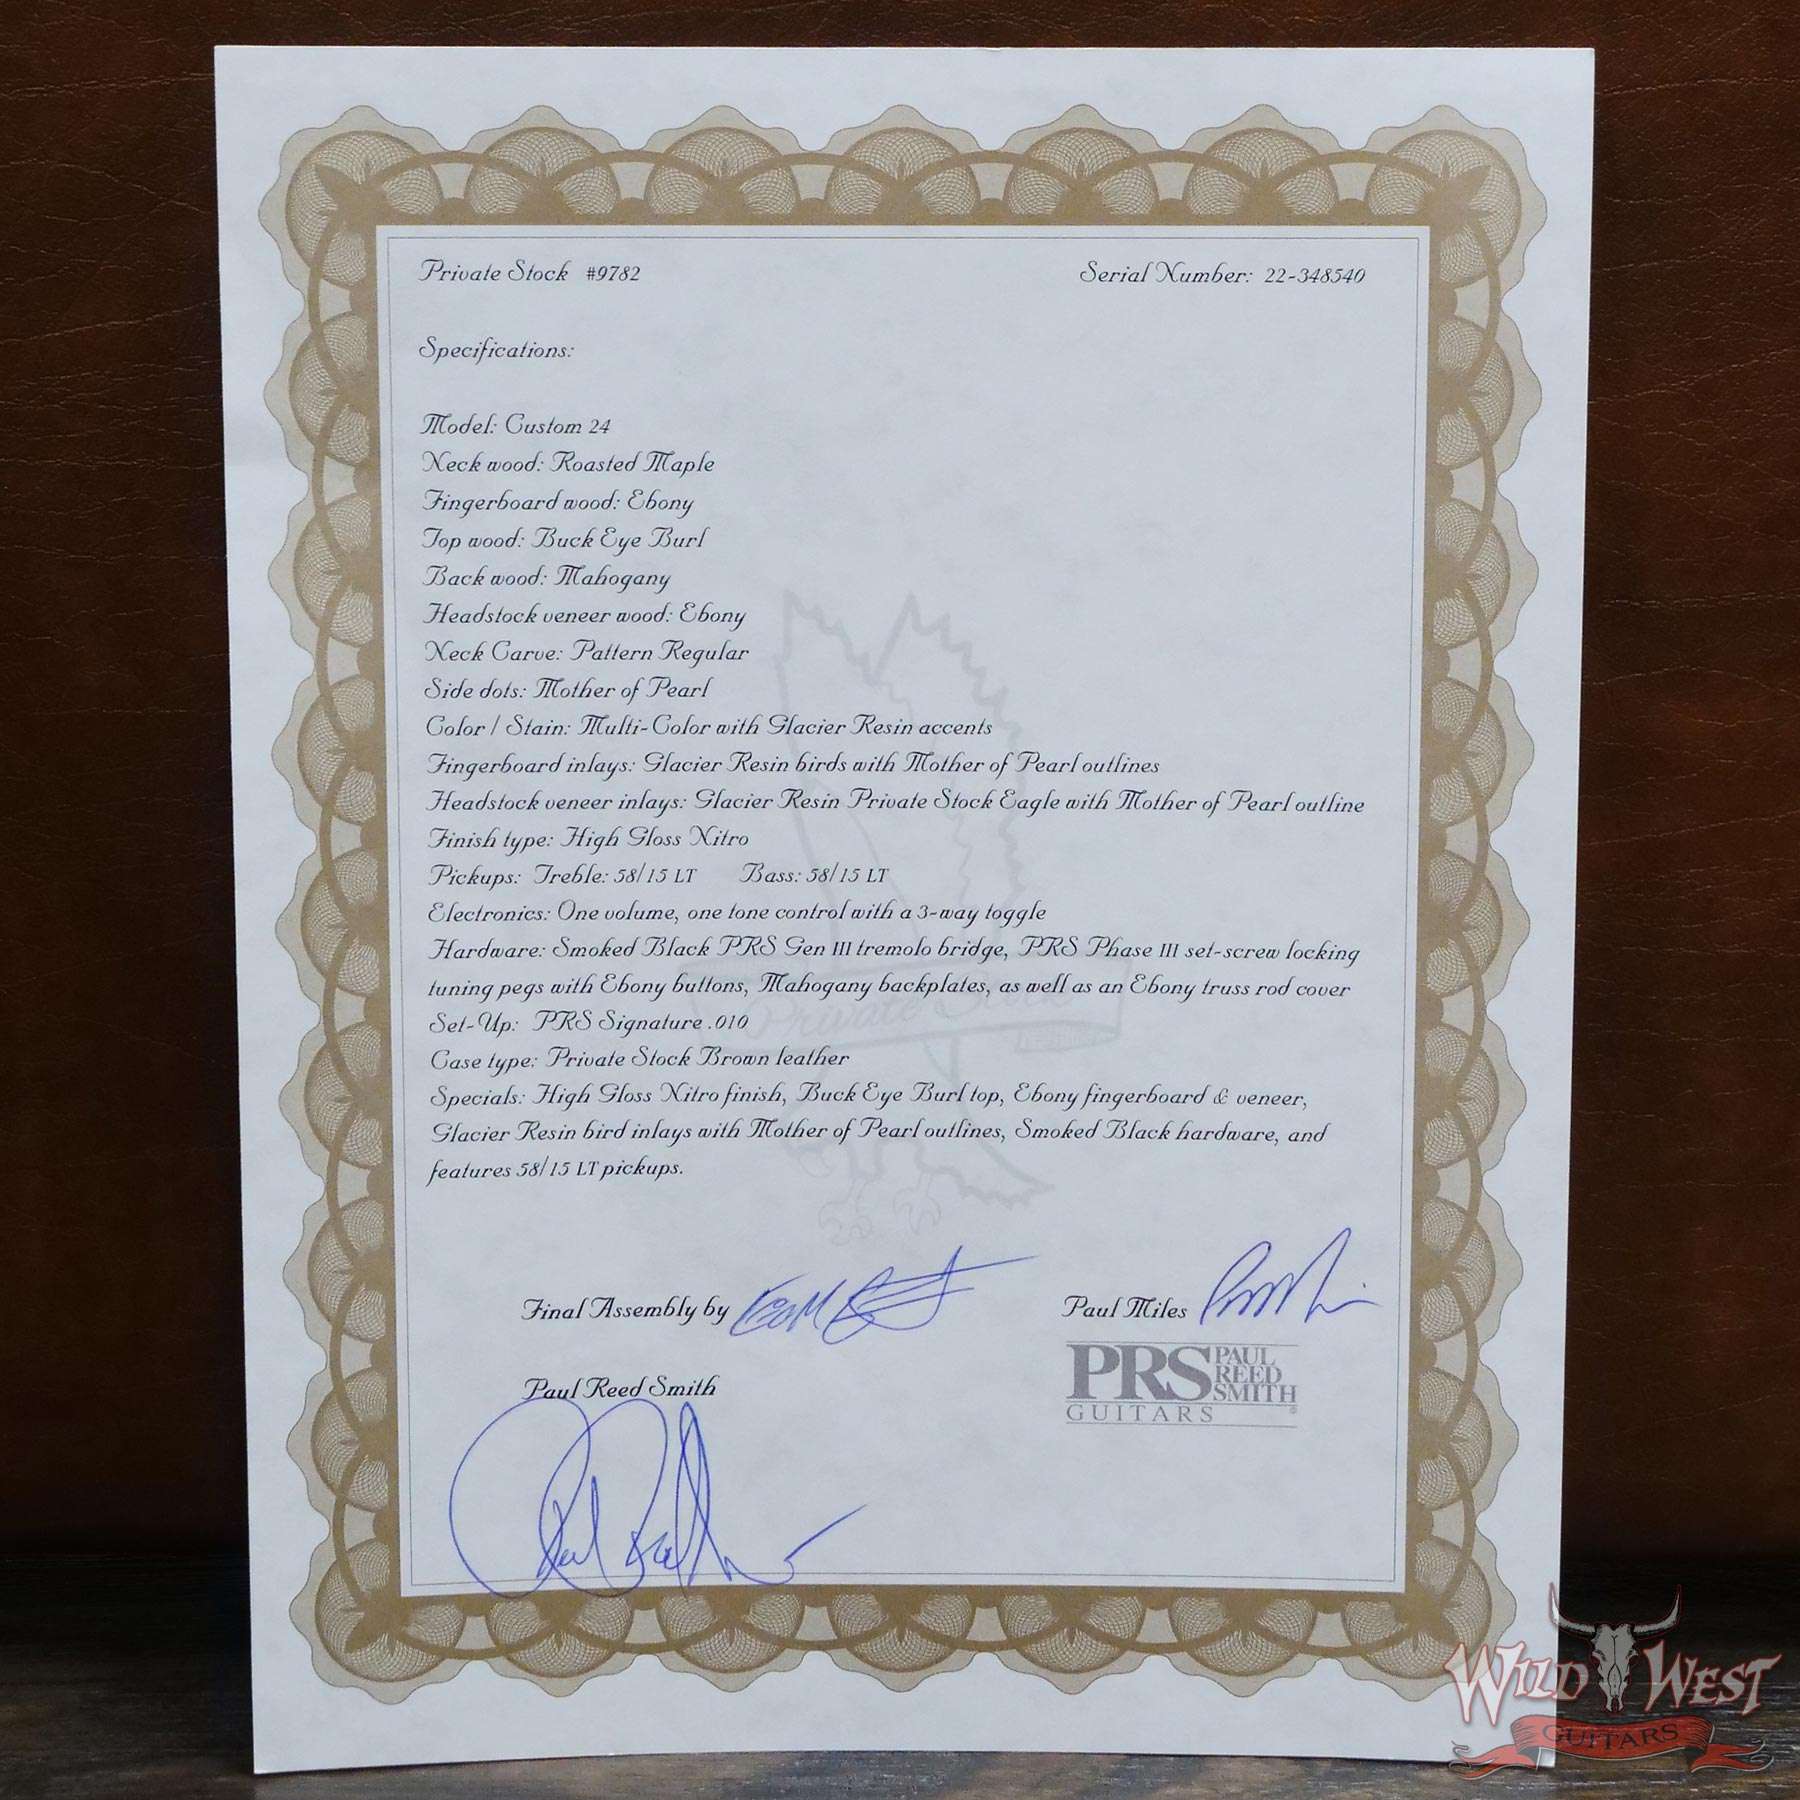 Private Stock #9782 Serial Number: 22-348540
Specifications:
Model: Custom 24
Neck wood: Roasted Maple
Fingerboard wood: Ebony
Top wood: Buck Eye Burl
Back wood: Mahogany
Headstock veneer wood: Ebony
Neck Carve: Pattern Regular
Side dots: Mother of Pearl
Color / Stain: Multi-Color with Glacier Resin accents
Fingerboard inlays: Glacier Resin birds with Mother of Pearl outlines
Headstock veneer inlays: Glacier Resin Private Stock Eagle with Mother of Pearl outline
Finish type: High Gloss Nitro
Pickups: Treble: 58/15 LT Bass: 58/15 LT
Electronics: One volume, one tone control with a 3-way toggle
Hardware: Smoked Black PRS Gen III tremolo bridge, PRS Phase III set-screw locking
tuning pegs with Ebony buttons, Mahogany backplates, as well as an Ebony truss rod cover
Set-Up: PRS Signature .010
Case type: Private Stock Brown leather
Specials: High Gloss Nitro finish, Buck Eye Burl top, Ebony fingerboard & veneer,
Glacier Resin bird inlays with Mother of Pearl outlines, Smoked Black hardware, and
features 58/15 LT pickups.
Private
Final Assembly by
Paul Miles
Paul Reed Smith
PRS PAUL
REED
SMITH
GUITARS
WILD WEST
GUITARS